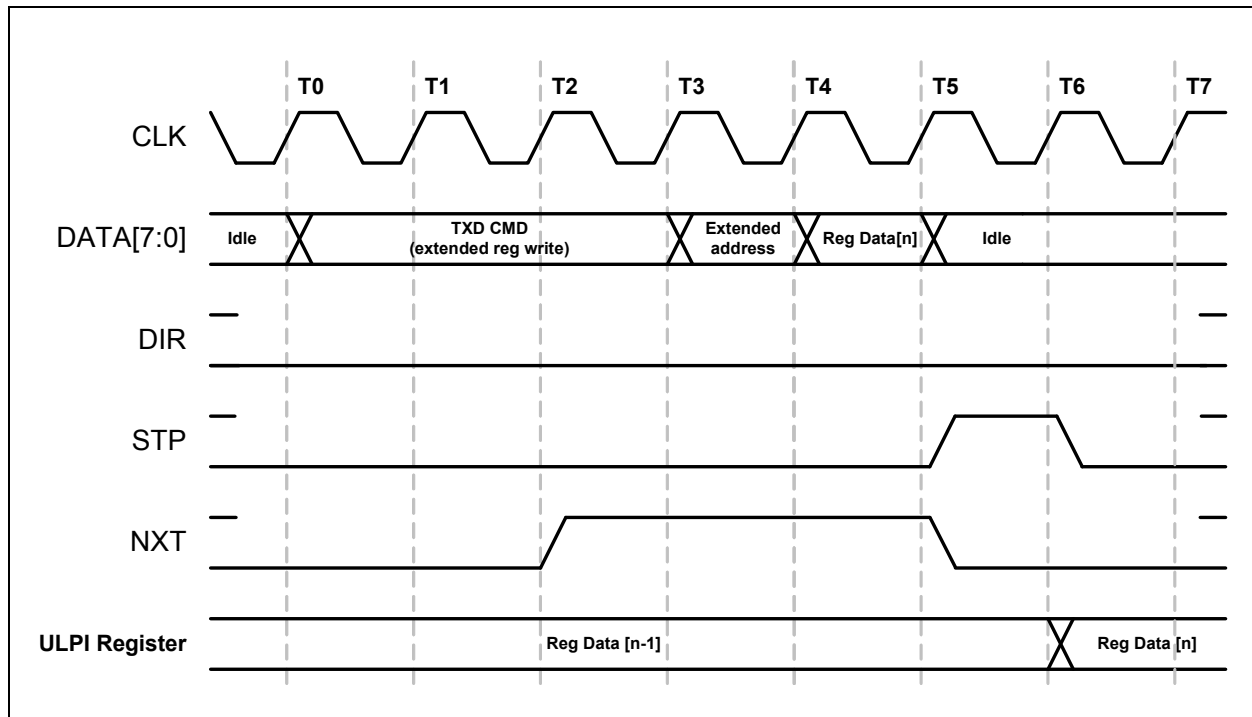 T0 T1 T2 T3 T4 T5 T6 T7
CLK
DATA[7:0]
Idle
TXD CMD
(extended reg write)
Extended
address
Reg Data[n]
Idle
DIR
STP
NXT
ULPI Register
Reg Data [n-1]
Reg Data [n]